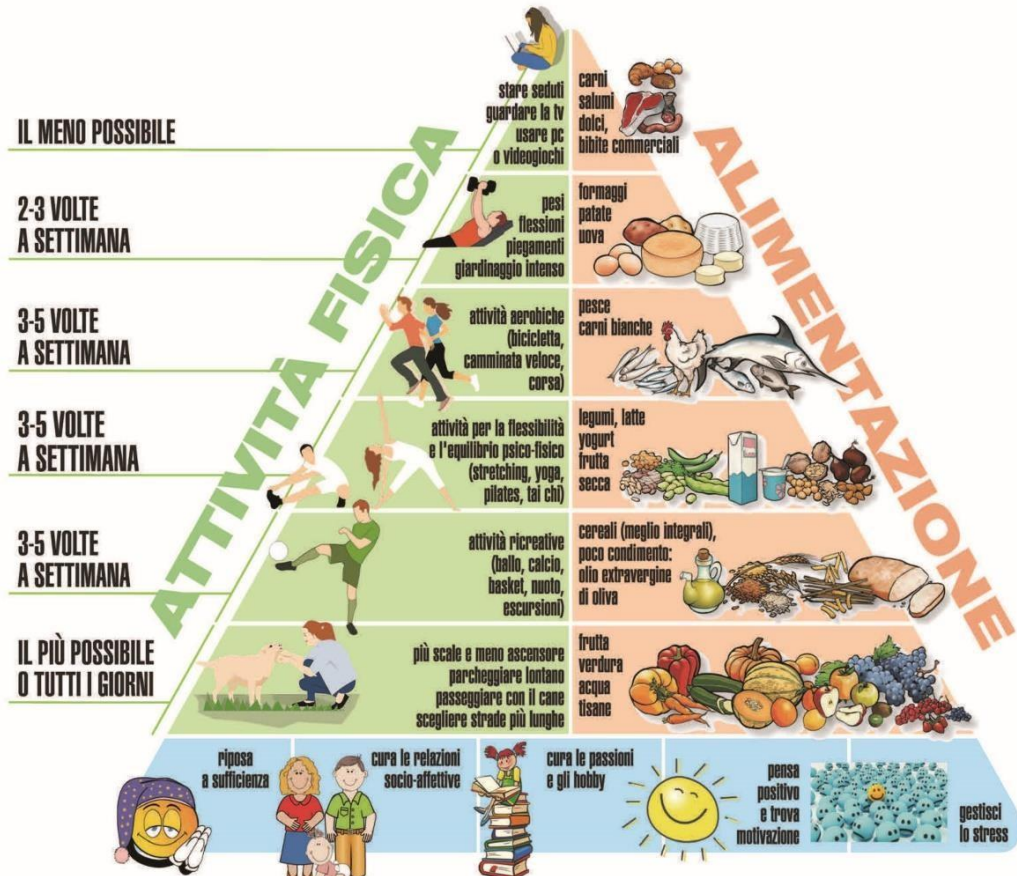 IL MENO POSSIBILE
2-3 VOLTE
A SETTIMANA
3-5 VOLTE
A SETTIMANA
3-5 VOLTE
A SETTIMANA
3-5 VOLTE
A SETTIMANA
IL PIÙ POSSIBILE
O TUTTI I GIORNI
ATTIVITÀ FISICA
stare seduti
guardare la tv
usare pc
o videogiochi
pesi
flessioni
piegamenti
giardinaggio intenso
attività aerobiche
(bicicletta,
camminata veloce,
corsa)
attività per la flessibilità
e l'equilibrio psico-fisico
(stretching, yoga,
pilates, tai chi)
attività ricreative
(ballo, calcio,
basket, nuoto,
escursioni)
più scale e meno ascensore
parcheggiare lontano
passeggiare con il cane
scegliere strade più lunghe
carni
salumi
dolci,
bibite commerciali
formaggi
patate
uova
pesce
carni bianche
legumi, latte
yogurt
frutta
secca
cereali (meglio integrali),
poco condimento:
olio extravergine
di oliva
frutta
verdura
acqua
tisane
ALIMENTAZIONE
riposa
a sufficienza
cura le relazioni
socio-affettive
cura le passioni
e gli hobby
pensa
positivo
e trova
motivazione
gestisci
lo stress